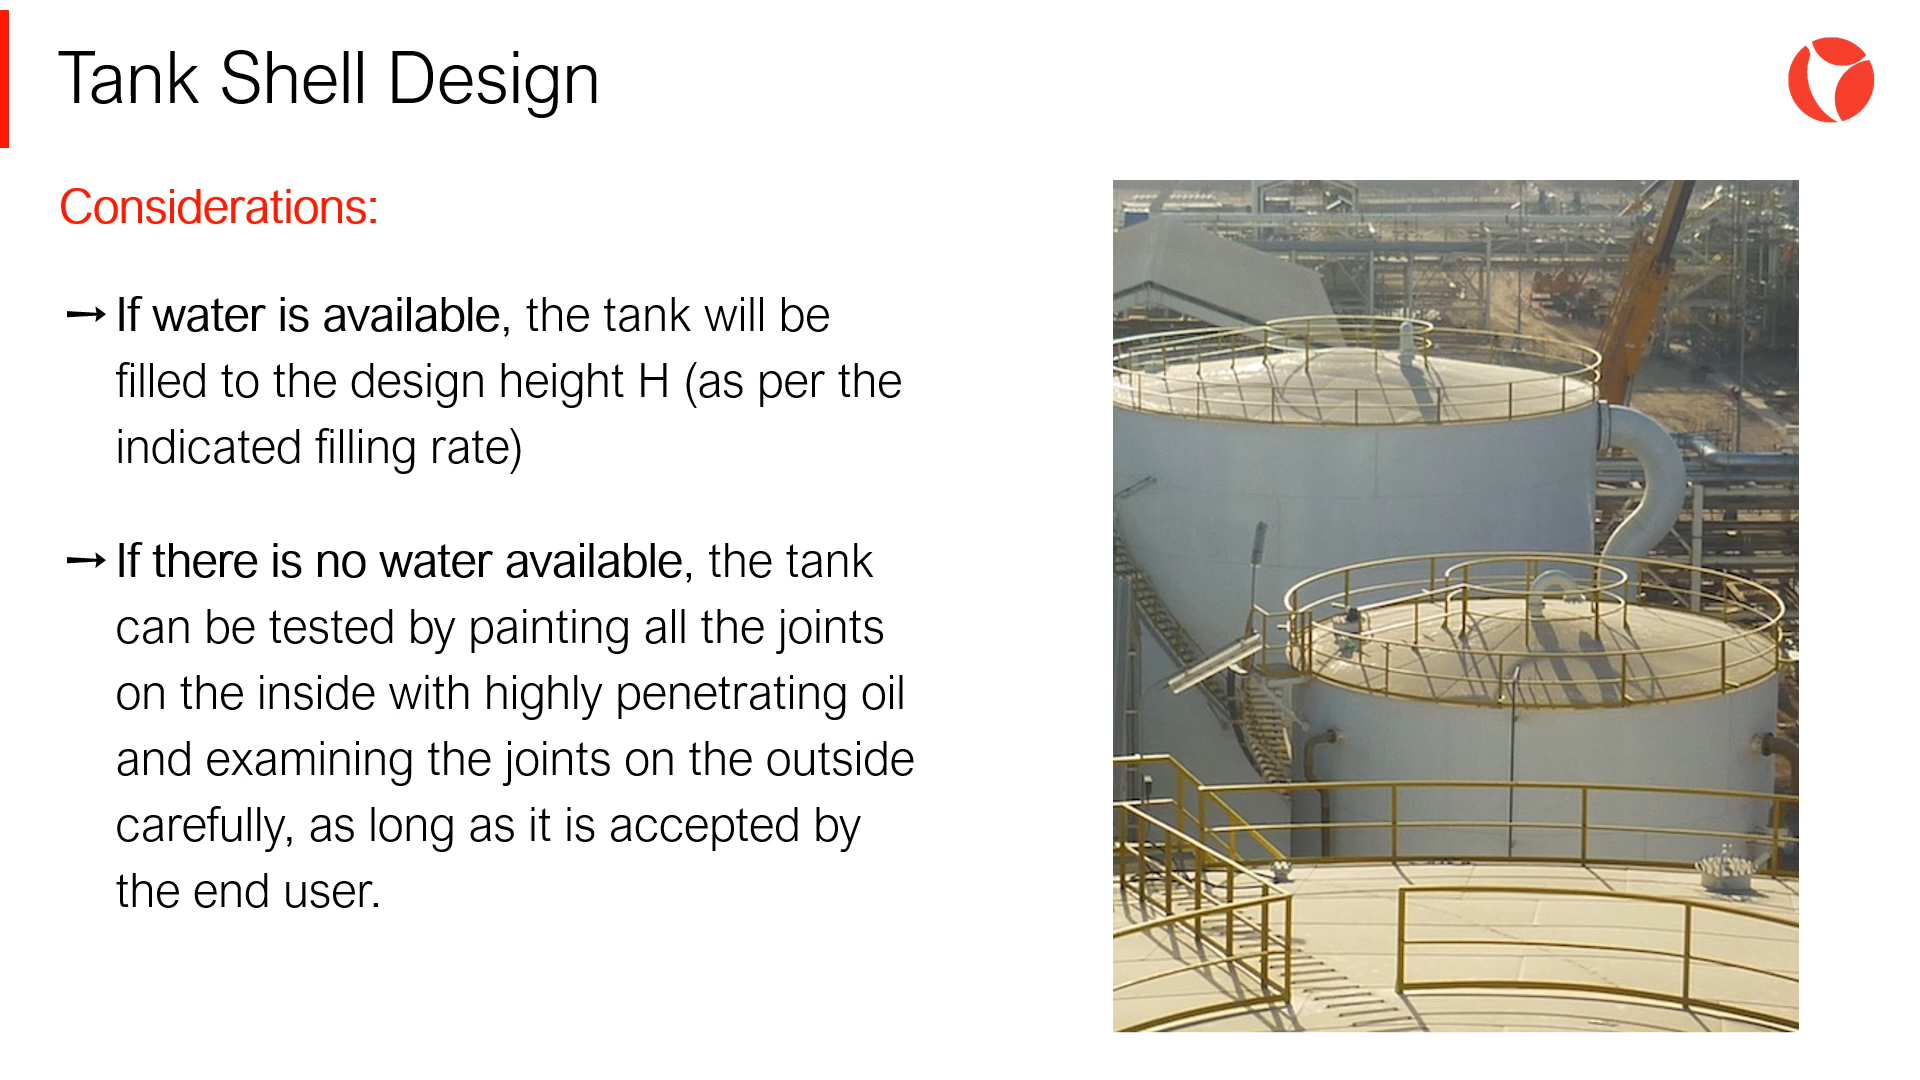 Tank Shell Design
Considerations:
→ If water is available, the tank will be
filled to the design height H (as per the
indicated filling rate)
→ If there is no water available, the tank
can be tested by painting all the joints
on the inside with highly penetrating oil
and examining the joints on the outside
carefully, as long as it is accepted by
the end user.